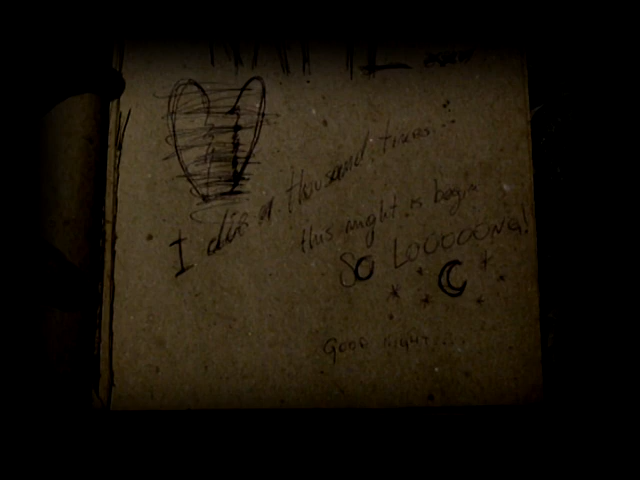 I die a thousand times...
this night is begin
SO LOOOOONG!
Good night...